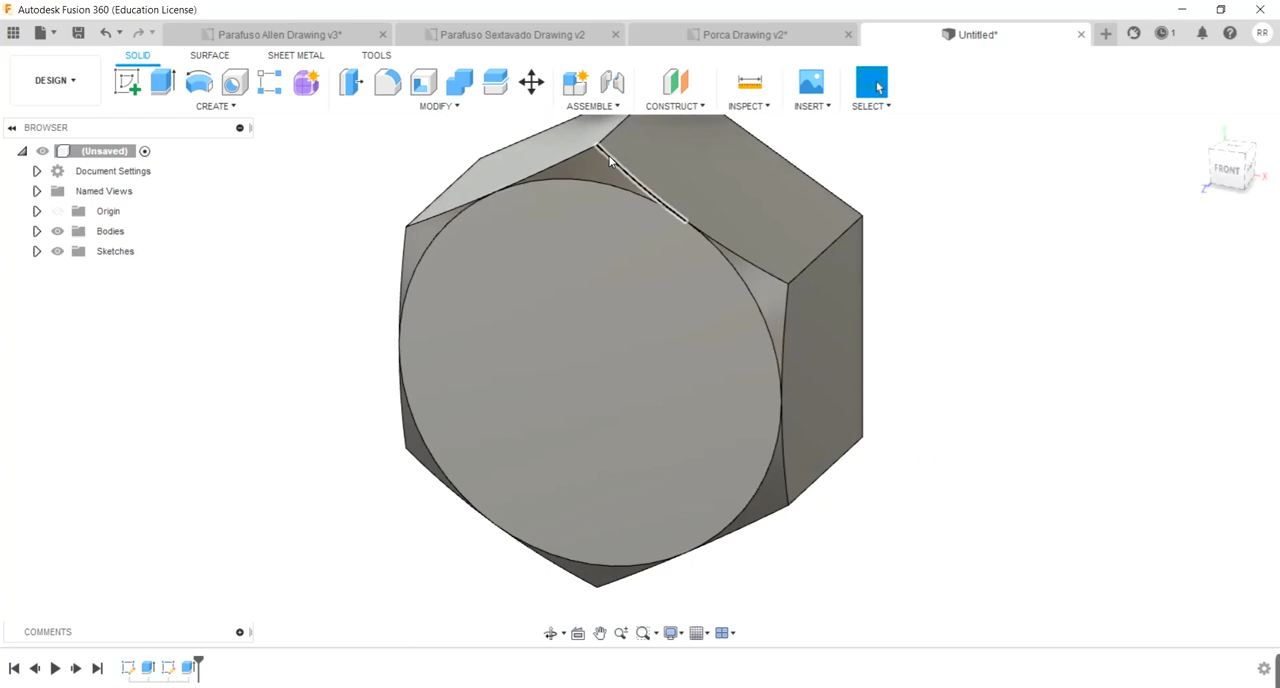 Autodesk Fusion 360 (Education License)
Parafuso Allen Drawing v3*
Parafuso Sextavado Drawing v2
Porca Drawing v2*
Untitled*
1
RR
SOLID
SURFACE
SHEET METAL
TOOLS
DESIGN
CREATE
MODIFY
ASSEMBLE
CONSTRUCT
INSPECT
INSERT
SELECT
BROWSER
(Unsaved)
Document Settings
Named Views
Origin
Bodies
Sketches
FRONT
X
Y
Z
COMMENTS